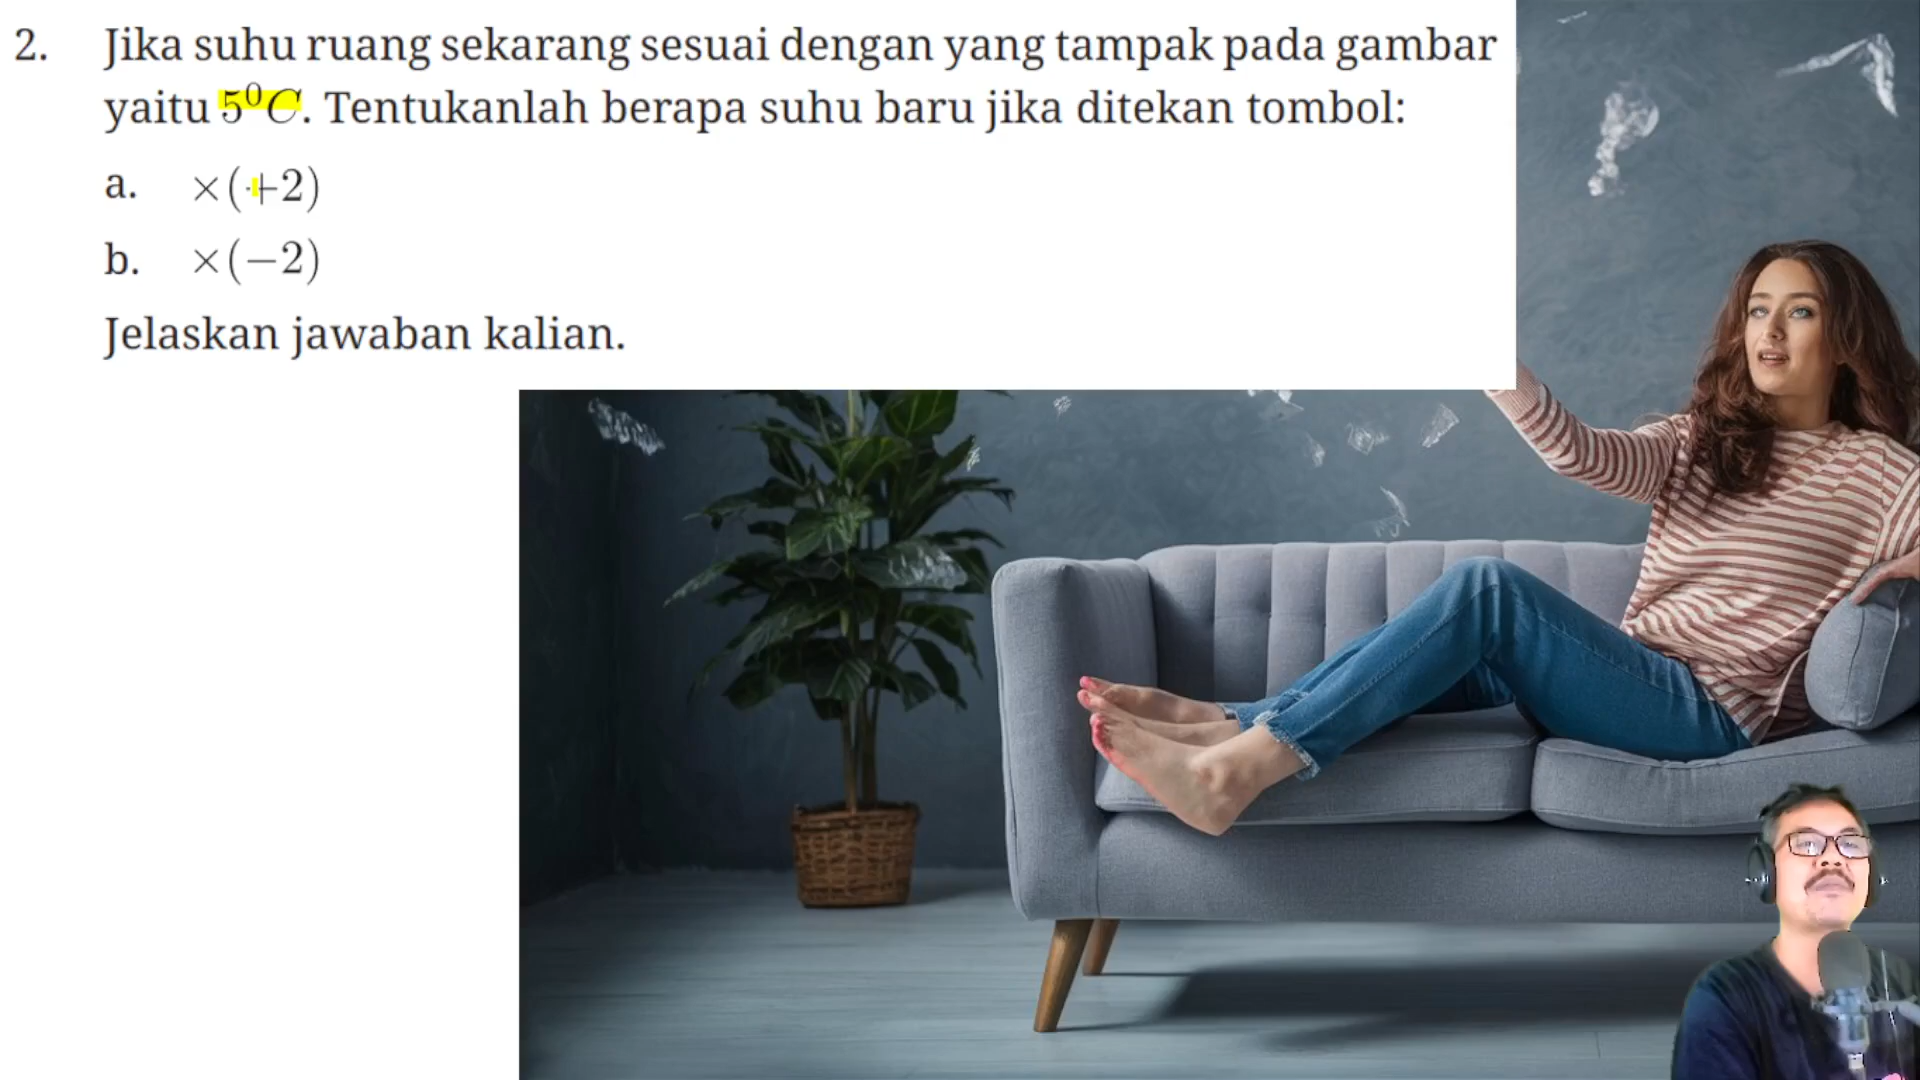 2. Jika suhu ruang sekarang sesuai dengan yang tampak pada gambar
yaitu 5⁰C. Tentukanlah berapa suhu baru jika ditekan tombol:
a. ×(+2)
b. ×(−2)
Jelaskan jawaban kalian.